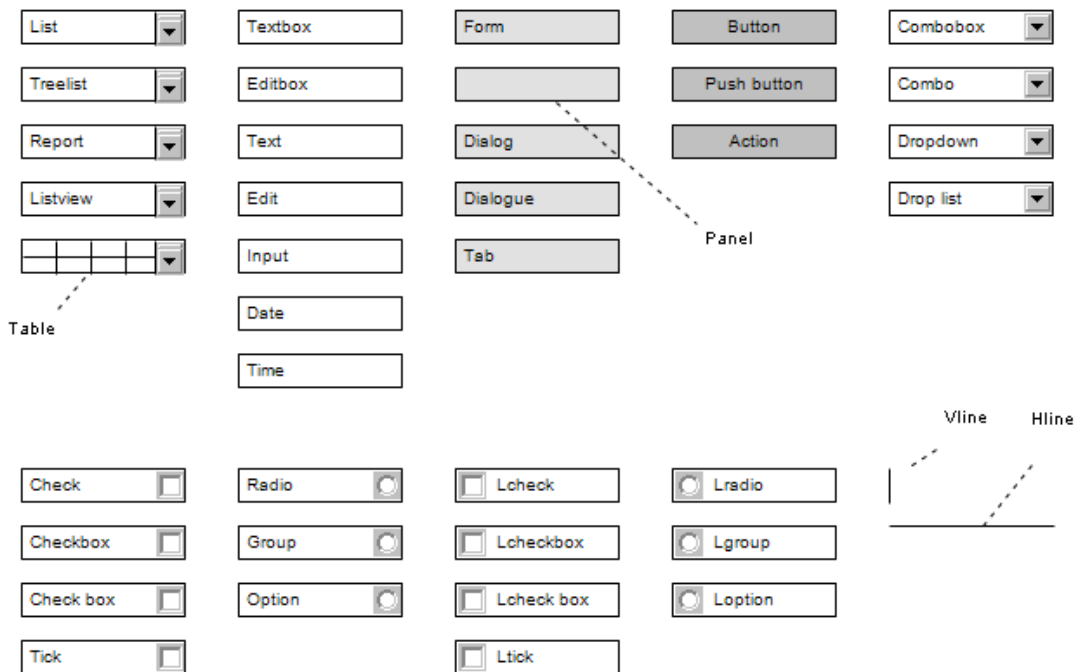 List
Textbox
Form
Button
Combobox
Treelist
Editbox
Push button
Combo
Report
Text
Dialog
Action
Dropdown
Listview
Edit
Dialogue
Drop list
Panel
Input
Tab
Table
Date
Time
Vline
Hline
Check
Radio
Lcheck
Lradio
Checkbox
Group
Lcheckbox
Lgroup
Check box
Option
Lcheck box
Loption
Tick
Ltick